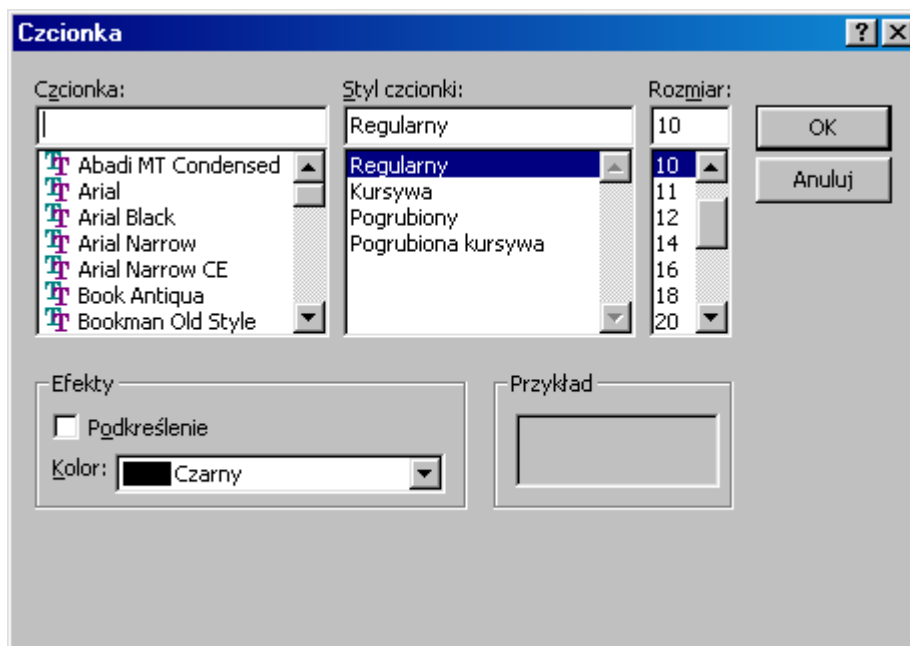 Czcionka
Czcionka:
Abadi MT Condensed
Arial
Arial Black
Arial Narrow
Arial Narrow CE
Book Antiqua
Bookman Old Style
Styl czcionki:
Regularny
Regularny
Kursywa
Pogrubiony
Pogrubiona kursywa
Rozmiar:
10
10
11
12
14
16
18
20
OK
Anuluj
Efekty
Podkreślenie
Kolor: Czarny
Przykład